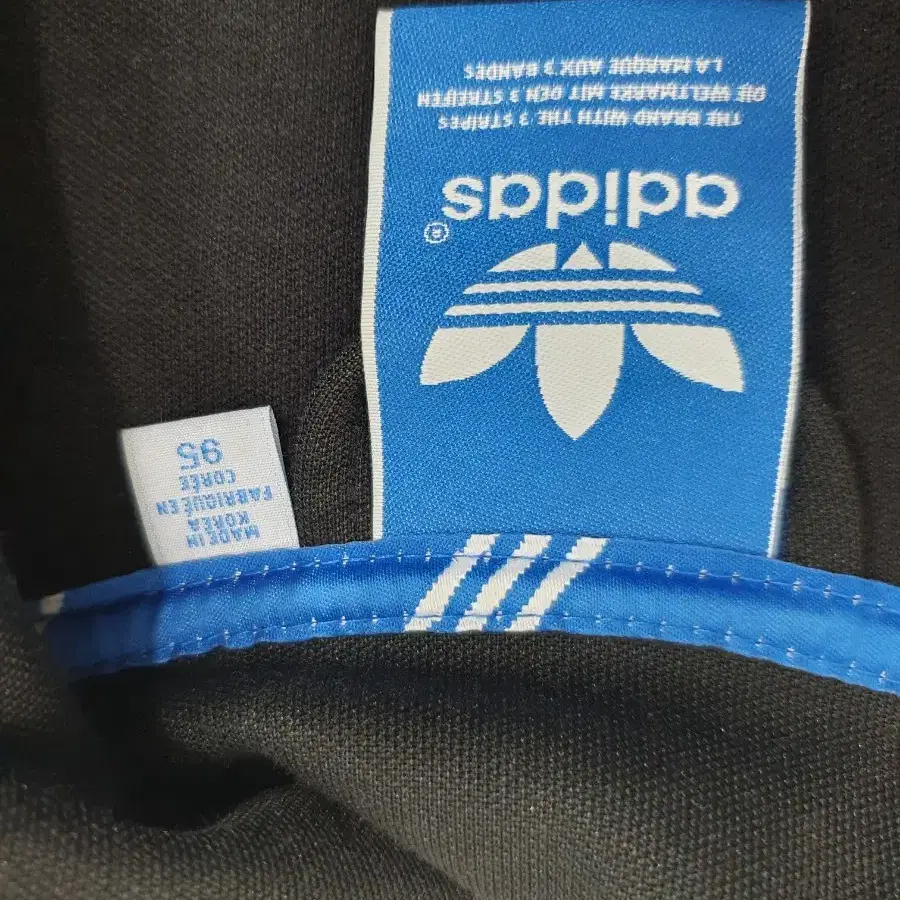 adidas
®
THE BRAND WITH THE 3 STRIPES
DIE WELTMARKE MIT DEN 3 STREIFEN
LA MARQUE AUX 3 BANDES
MADE IN
KOREA
FABRIQUÉ EN
CORÉE
95